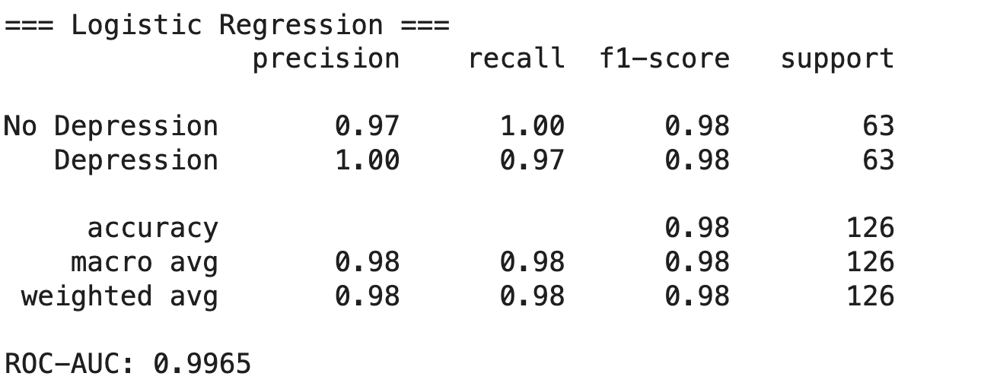 === Logistic Regression ===
precision recall f1-score support
No Depression 0.97 1.00 0.98 63
Depression 1.00 0.97 0.98 63
accuracy 0.98 126
macro avg 0.98 0.98 0.98 126
weighted avg 0.98 0.98 0.98 126
ROC-AUC: 0.9965